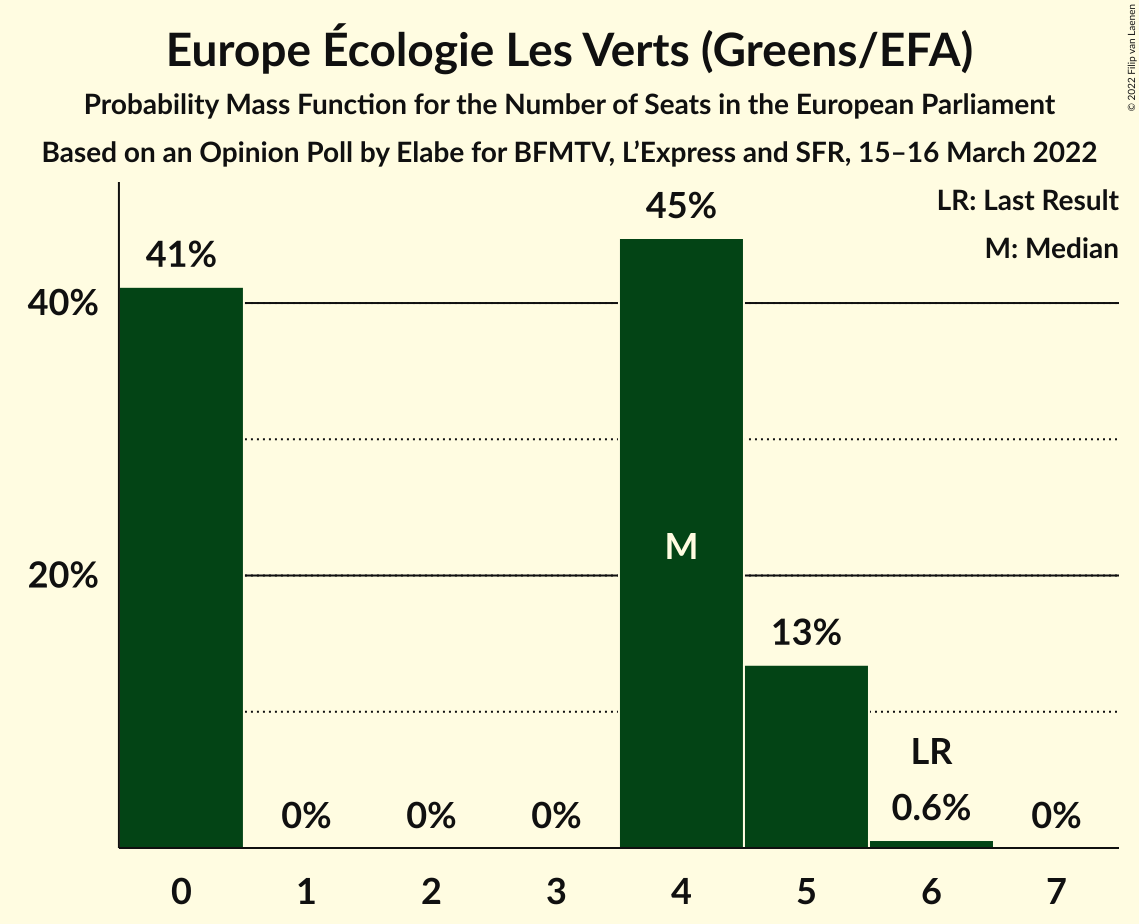 Europe Écologie Les Verts (Greens/EFA)
Probability Mass Function for the Number of Seats in the European Parliament
Based on an Opinion Poll by Elabe for BFMTV, L’Express and SFR, 15–16 March 2022
© 2022 Filip van Laenen
LR: Last Result
M: Median
45%
41%
40%
M
20%
13%
LR
0% 0% 0% 0.6% 0%
0 1 2 3 4 5 6 7